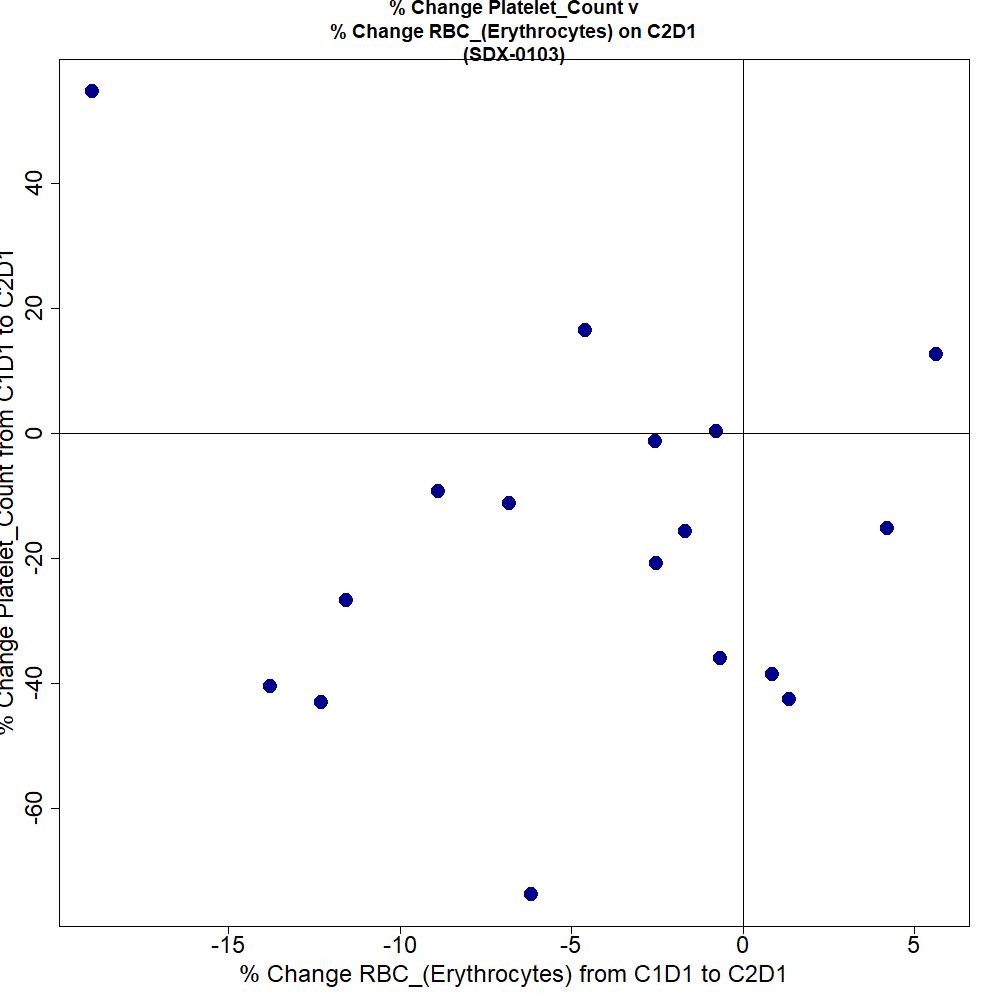 % Change Platelet_Count v
% Change RBC_(Erythrocytes) on C2D1
(SDX-0103)
% Change Platelet_Count from C1D1 to C2D1
40
20
0
-20
-40
-60
-15
-10
-5
0
5
% Change RBC_(Erythrocytes) from C1D1 to C2D1